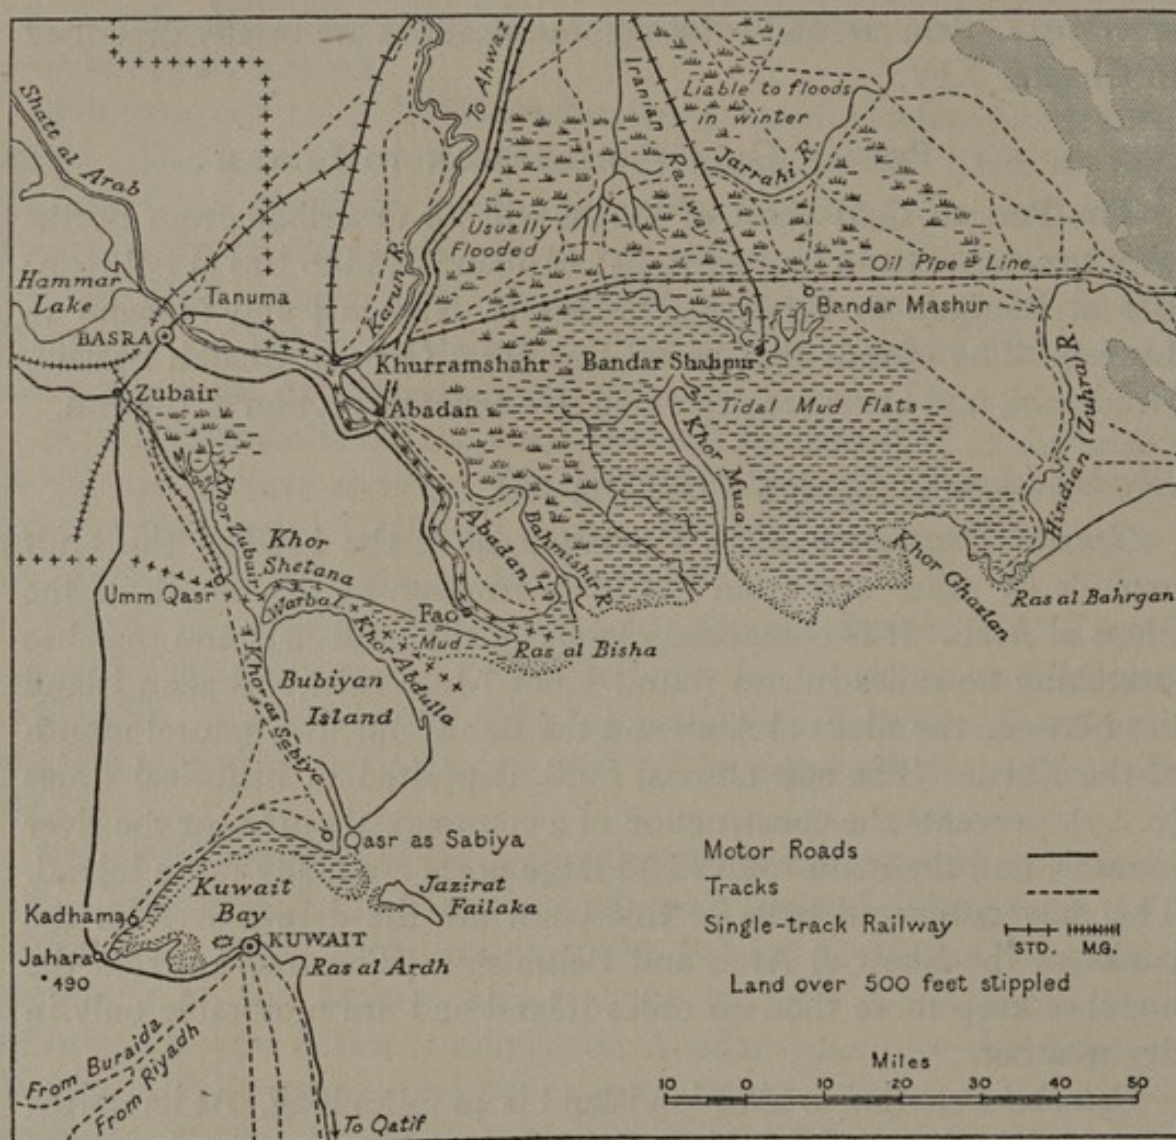 Shatt al Arab
To Ahwaz
Iranian Railway
Liable to floods
in winter
Jarrahi R.
Usually
Flooded
Karun R.
Oil Pipe Line
Hammar
Lake
Tanuma
Bandar Mashur
BASRA
Khurramshahr
Bandar Shahpur
Hindian (Zuhra) R.
Zubair
Abadan
Tidal Mud Flats
Khor Musa
Khor Zubair
Abadan I.
Bahmishir R.
Khor
Shetana
Khor Ghazlan
Umm Qasr
Warba I.
Fao
Ras al Bahrgan
Mud
Ras al Bisha
Khor Abdulla
Bubiyan
Island
Khor as Sabiya
Qasr as Sabiya
Motor Roads
Kuwait
Bay
Jazirat
Failaka
Tracks
Kadhama
Single-track Railway
STD. M.G.
Jahara
KUWAIT
490
Ras al Ardh
Land over 500 feet stippled
From Buraida
From Riyadh
Miles
10 0 10 20 30 40 50
To Qatif